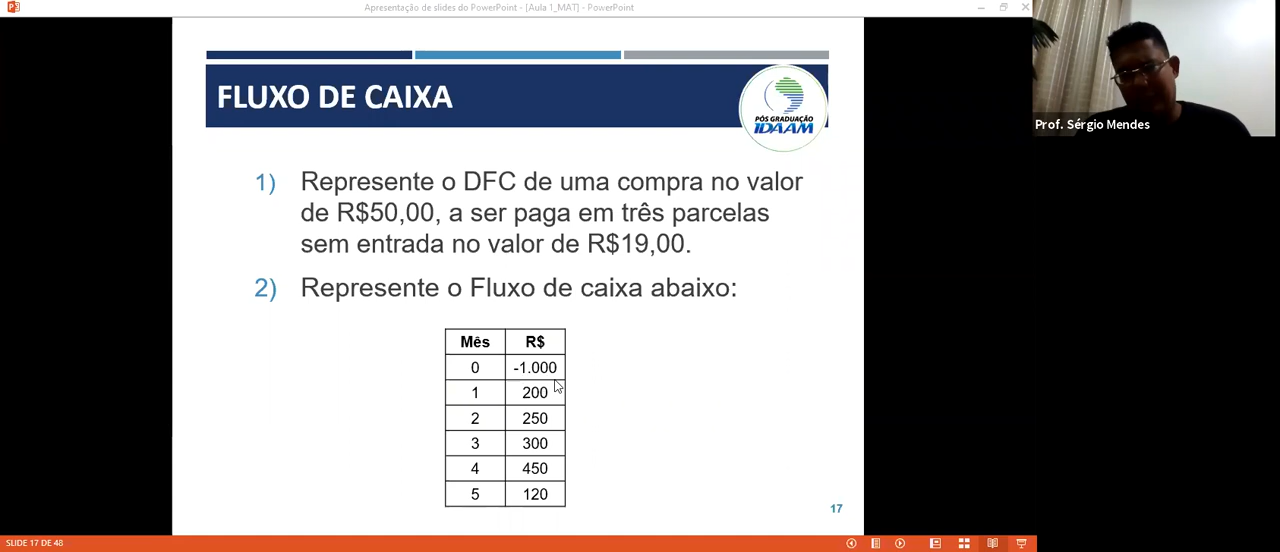 Apresentação de slides do PowerPoint - [Aula 1_MAT] - PowerPoint
FLUXO DE CAIXA
PÓS GRADUAÇÃO
IDAAM
Prof. Sérgio Mendes
1) Represente o DFC de uma compra no valor
de R$50,00, a ser paga em três parcelas
sem entrada no valor de R$19,00.
2) Represente o Fluxo de caixa abaixo:
Mês R$
0 -1.000
1 200
2 250
3 300
4 450
5 120
17
SLIDE 17 DE 48